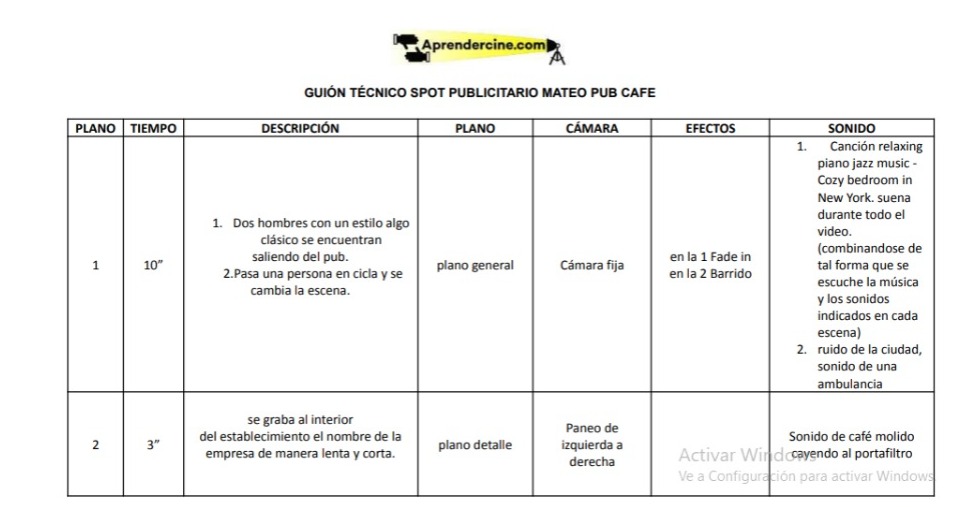 Aprendercine.com
GUIÓN TÉCNICO SPOT PUBLICITARIO MATEO PUB CAFE
PLANO TIEMPO DESCRIPCIÓN PLANO CÁMARA EFECTOS SONIDO
1
10”
1. Dos hombres con un estilo algo
clásico se encuentran
saliendo del pub.
2.Pasa una persona en cicla y se
cambia la escena.
plano general
Cámara fija
en la 1 Fade in
en la 2 Barrido
1. Canción relaxing
piano jazz music -
Cozy bedroom in
New York. suena
durante todo el
video.
(combinandose de
tal forma que se
escuche la música
y los sonidos
indicados en cada
escena)
2. ruido de la ciudad,
sonido de una
ambulancia
2
3”
se graba al interior
del establecimiento el nombre de la
empresa de manera lenta y corta.
plano detalle
Paneo de
izquierda a
derecha
Sonido de café molido
cayendo al portafiltro
Activar Windows
Ve a Configuración para activar Windows